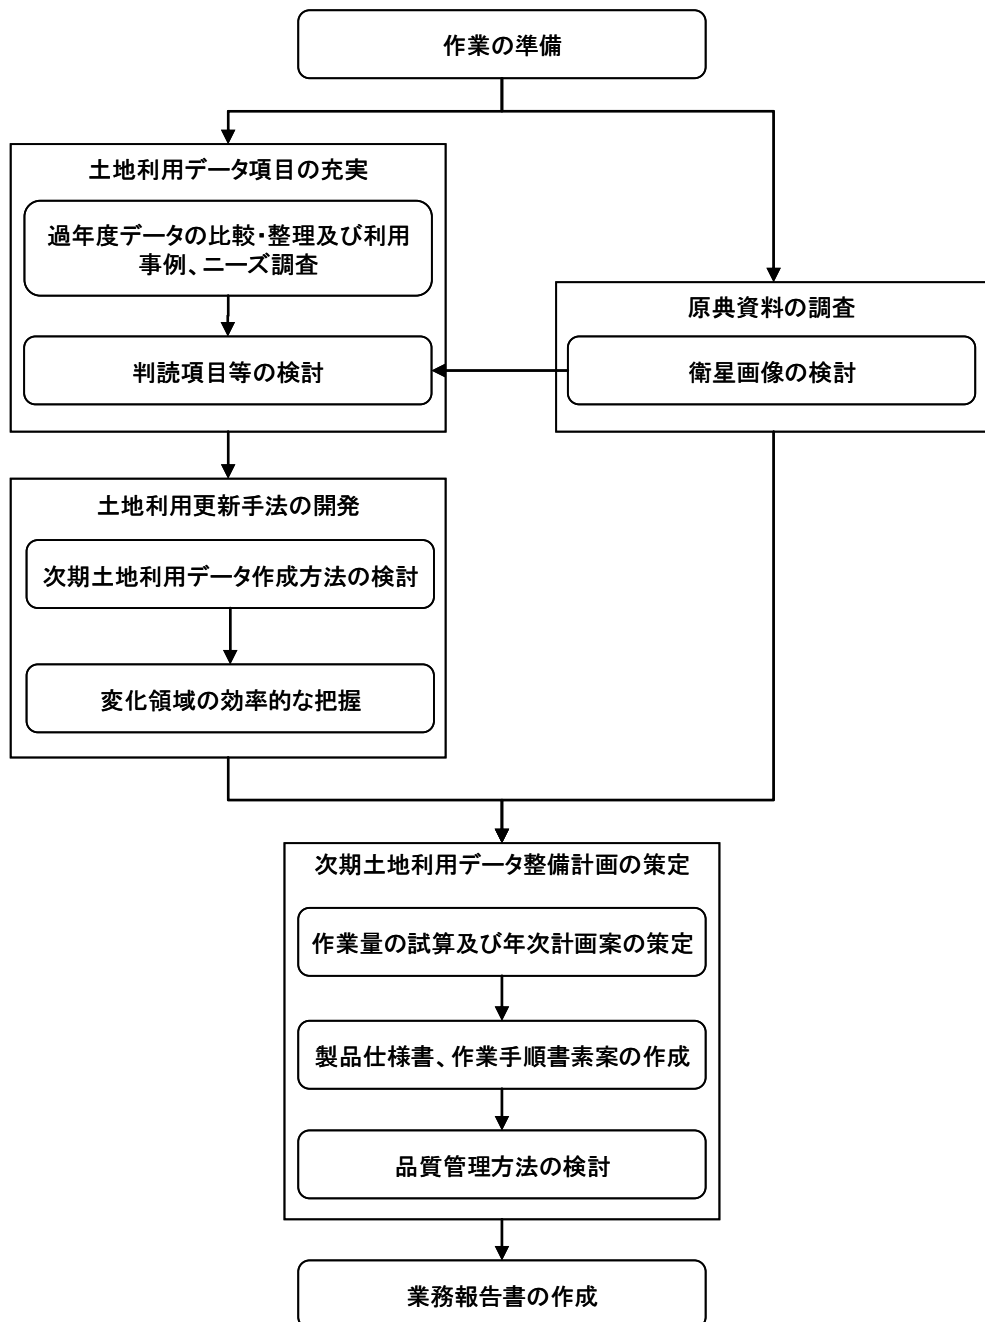 作業の準備
土地利用データ項目の充実
過年度データの比較・整理及び利用
事例、ニーズ調査
判読項目等の検討
原典資料の調査
衛星画像の検討
土地利用更新手法の開発
次期土地利用データ作成方法の検討
変化領域の効率的な把握
次期土地利用データ整備計画の策定
作業量の試算及び年次計画案の策定
製品仕様書、作業手順書素案の作成
品質管理方法の検討
業務報告書の作成